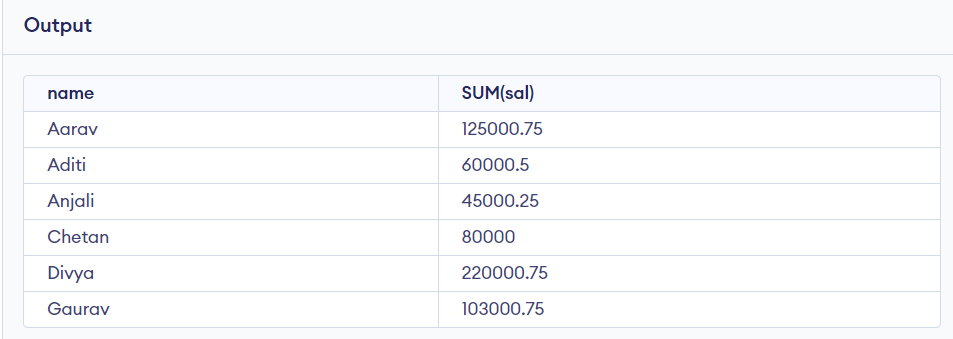 Output
name SUM(sal)
Aarav 125000.75
Aditi 60000.5
Anjali 45000.25
Chetan 80000
Divya 220000.75
Gaurav 103000.75